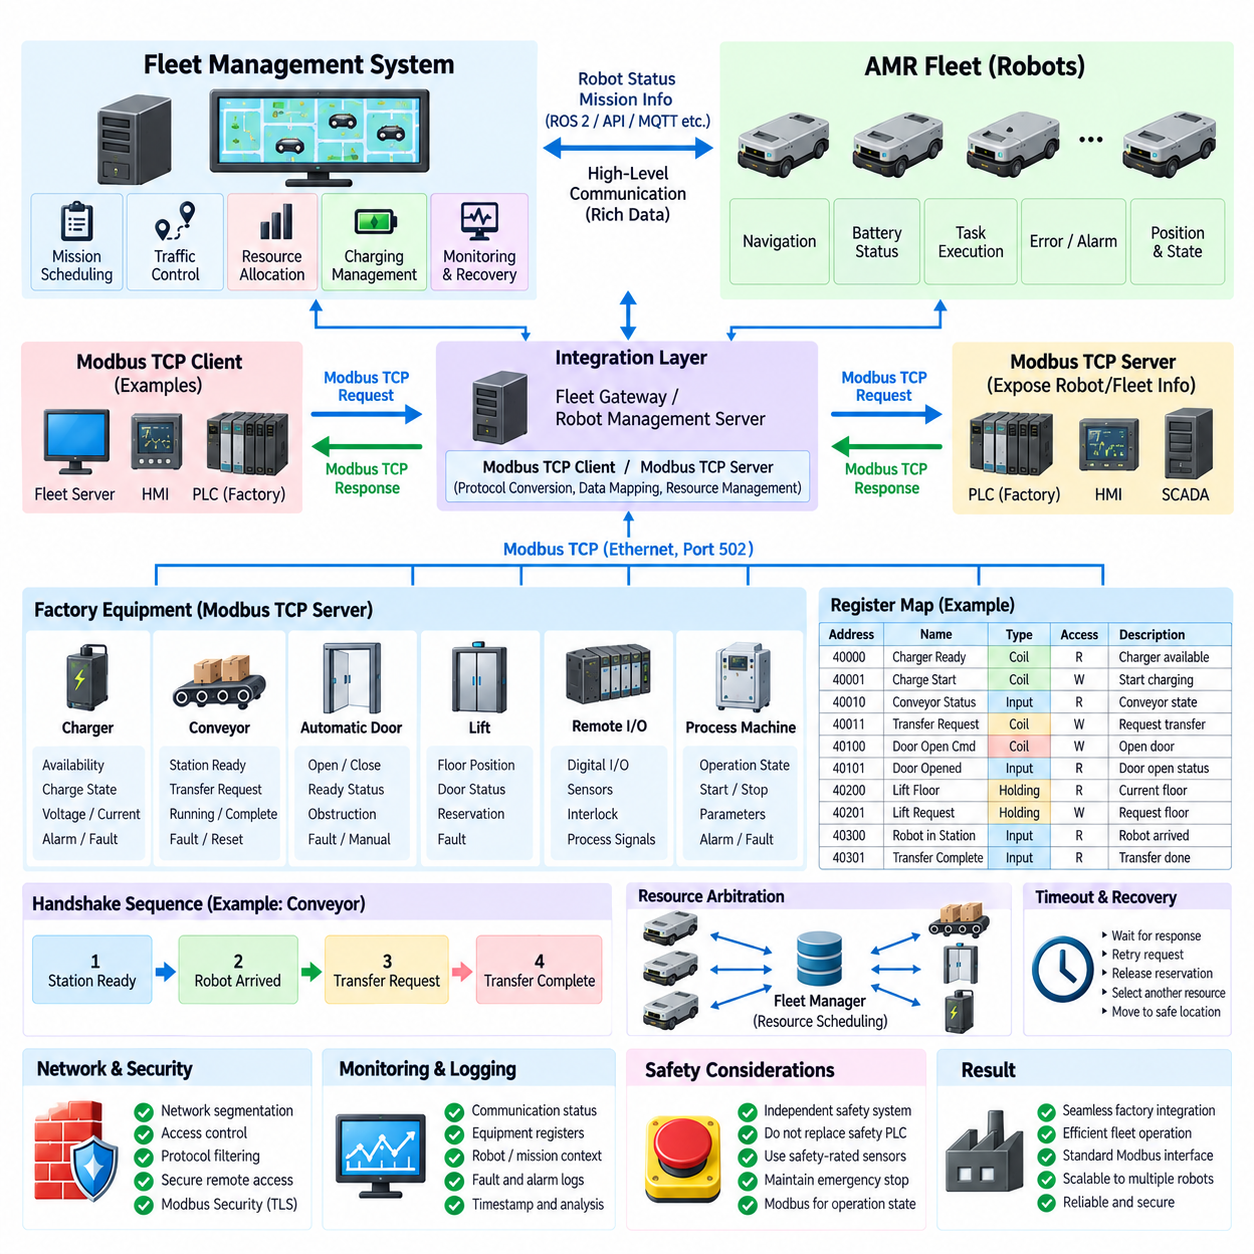 Fleet Management System
Mission
Scheduling
Traffic
Control
Resource
Allocation
Charging
Management
Monitoring
& Recovery
Robot Status
Mission Info
(ROS 2 / API / MQTT etc.)
High-Level
Communication
(Rich Data)
AMR Fleet (Robots)
...
Navigation
Battery
Status
Task
Execution
Error / Alarm
Position
& State
Modbus TCP Client
(Examples)
Fleet Server
HMI
PLC (Factory)
Modbus TCP
Request
Modbus TCP
Response
Integration Layer
Fleet Gateway /
Robot Management Server
Modbus TCP Client / Modbus TCP Server
(Protocol Conversion, Data Mapping, Resource Management)
Modbus TCP
Request
Modbus TCP
Response
Modbus TCP Server
(Expose Robot/Fleet Info)
PLC (Factory)
HMI
SCADA
Modbus TCP (Ethernet, Port 502)
Factory Equipment (Modbus TCP Server)
Charger
Availability
Charge State
Voltage / Current
Alarm / Fault
Conveyor
Station Ready
Transfer Request
Running / Complete
Fault / Reset
Automatic Door
Open / Close
Ready Status
Obstruction
Fault / Manual
Lift
Floor Position
Door Status
Reservation
Fault
Remote I/O
Digital I/O
Sensors
Interlock
Process Signals
Process Machine
Operation State
Start / Stop
Parameters
Alarm / Fault
Register Map (Example)
Address Name Type Access Description
40000 Charger Ready Coil R Charger available
40001 Charge Start Coil W Start charging
40010 Conveyor Status Input R Conveyor state
40011 Transfer Request Coil W Request transfer
40100 Door Open Cmd Coil W Open door
40101 Door Opened Input R Door open status
40200 Lift Floor Holding R Current floor
40201 Lift Request Holding W Request floor
40300 Robot in Station Input R Robot arrived
40301 Transfer Complete Input R Transfer done
Handshake Sequence (Example: Conveyor)
1
Station Ready
2
Robot Arrived
3
Transfer Request
4
Transfer Complete
Resource Arbitration
Fleet Manager
(Resource Scheduling)
Timeout & Recovery
Wait for response
Retry request
Release reservation
Select another resource
Move to safe location
Network & Security
Network segmentation
Access control
Protocol filtering
Secure remote access
Modbus Security (TLS)
Monitoring & Logging
Communication status
Equipment registers
Robot / mission context
Fault and alarm logs
Timestamp and analysis
Safety Considerations
Independent safety system
Do not replace safety PLC
Use safety-rated sensors
Maintain emergency stop
Modbus for operation state
Result
Seamless factory integration
Efficient fleet operation
Standard Modbus interface
Scalable to multiple robots
Reliable and secure